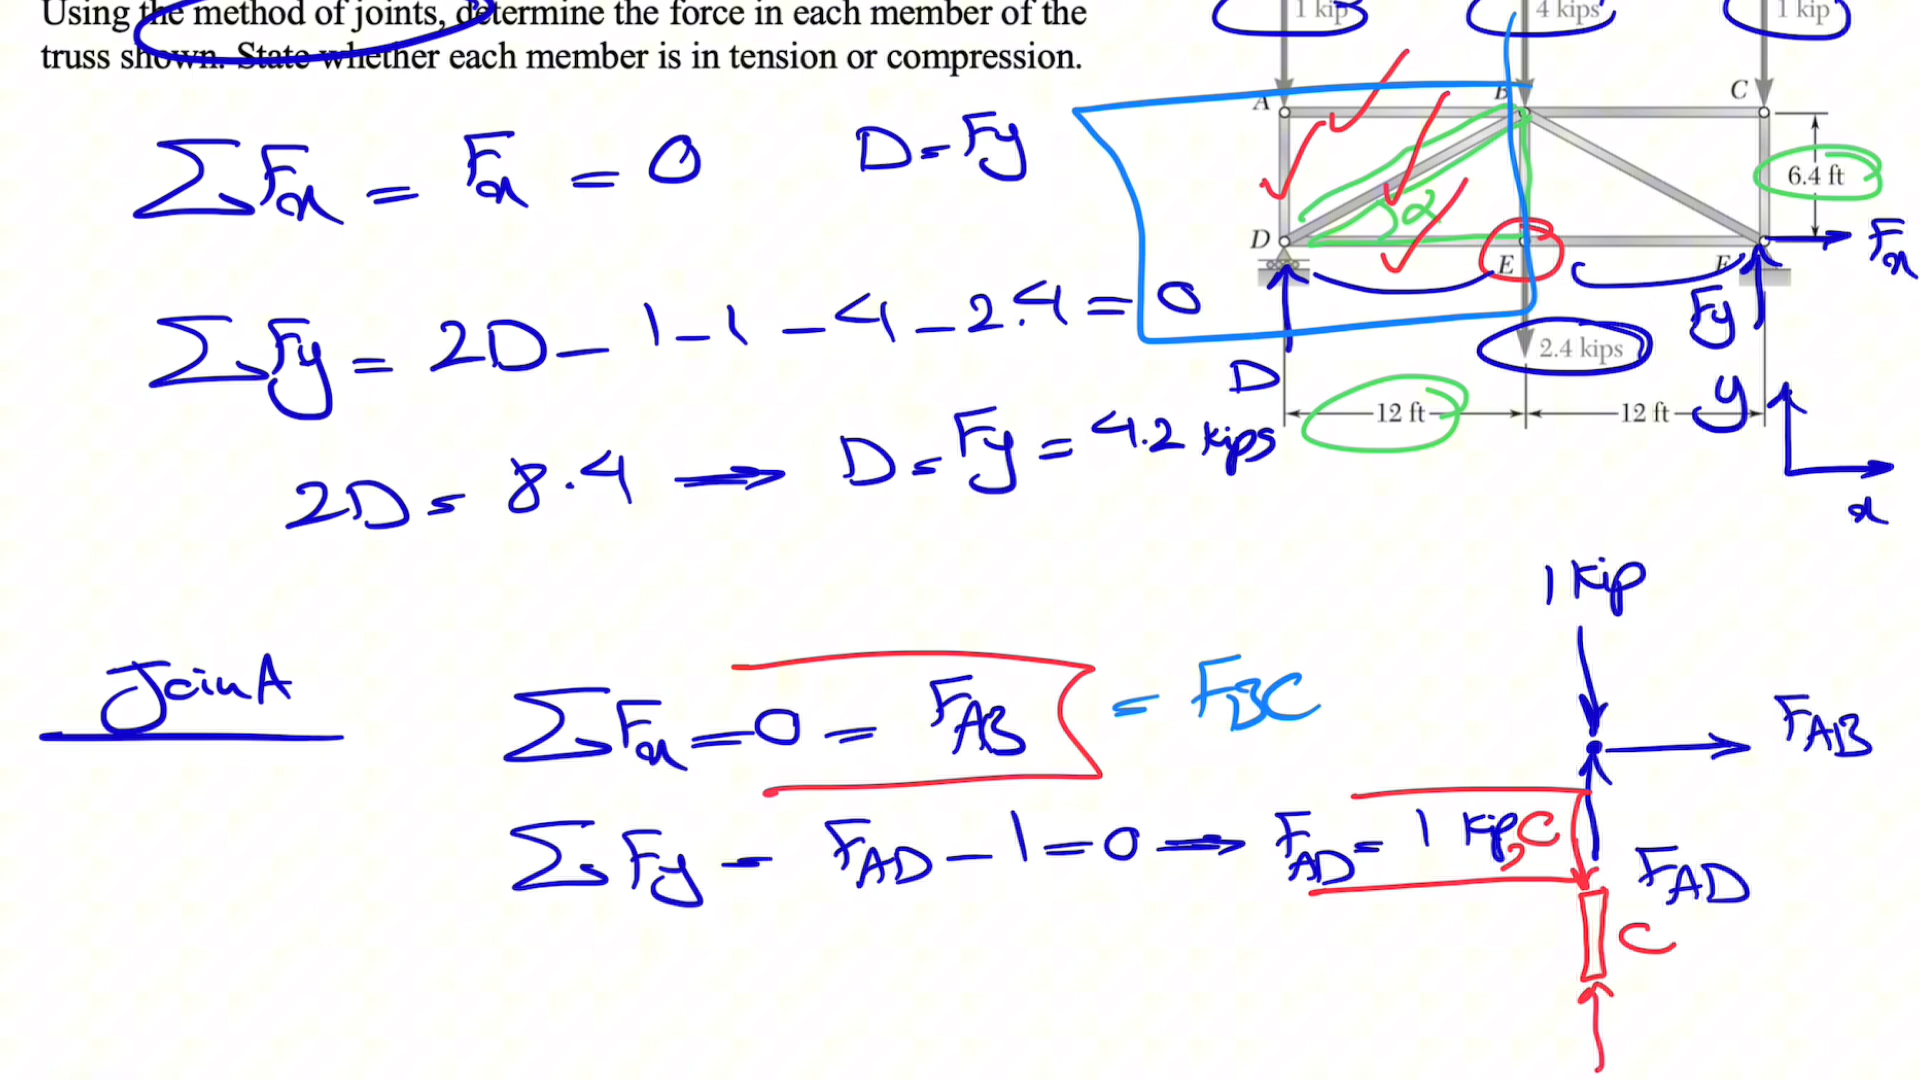 Using the method of joints, determine the force in each member of the
truss shown. State whether each member is in tension or compression.
1 kip
4 kips
1 kip
A
B
C
6.4 ft
D
E
F
2.4 kips
12 ft
12 ft
α
D
Fx
Fy
y
x
ΣFx = Fx = 0
D = Fy
ΣFy = 2D - 1 - 1 - 4 - 2.4 = 0
2D = 8.4 → D = Fy = 4.2 kips
Join A
ΣFx = 0 = FAB = FBC
ΣFy = FAD - 1 = 0 → FAD = 1 kip, C
1 kip
FAB
FAD
C